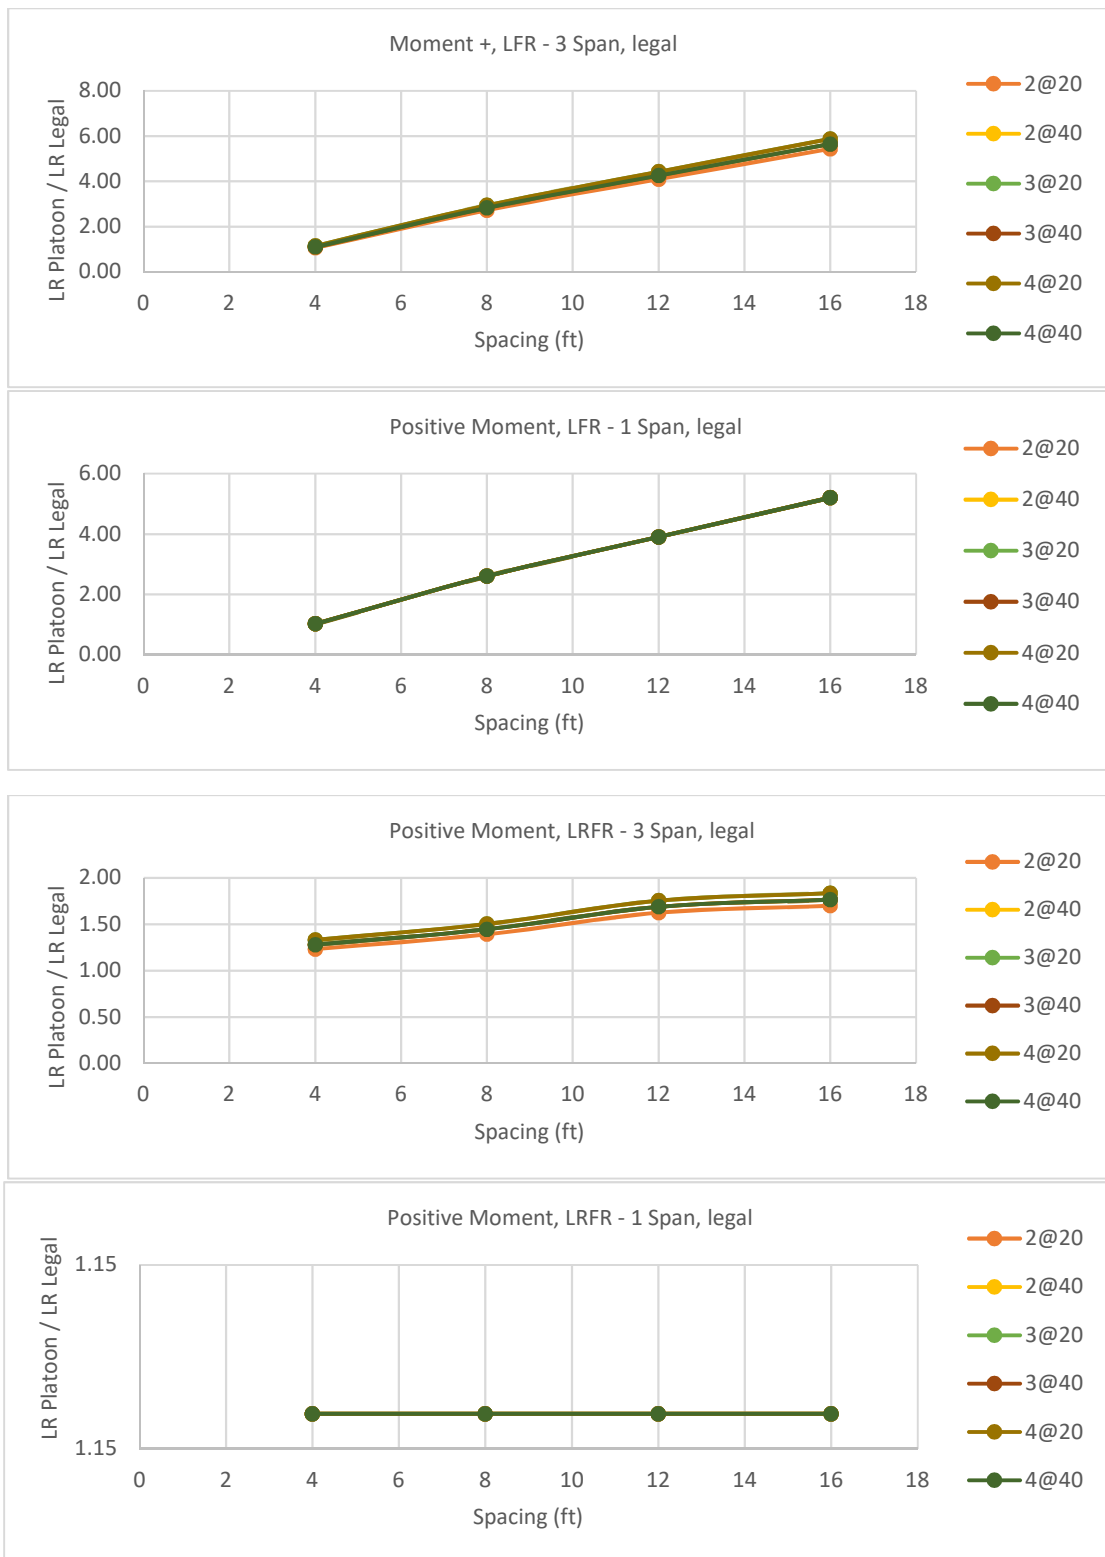 Moment +, LFR - 3 Span, legal
LR Platoon / LR Legal
8.00
6.00
4.00
2.00
0.00
0 2 4 6 8 10 12 14 16 18
Spacing (ft)
2@20
2@40
3@20
3@40
4@20
4@40
Positive Moment, LFR - 1 Span, legal
LR Platoon / LR Legal
6.00
4.00
2.00
0.00
0 2 4 6 8 10 12 14 16 18
Spacing (ft)
2@20
2@40
3@20
3@40
4@20
4@40
Positive Moment, LRFR - 3 Span, legal
LR Platoon / LR Legal
2.00
1.50
1.00
0.50
0.00
0 2 4 6 8 10 12 14 16 18
Spacing (ft)
2@20
2@40
3@20
3@40
4@20
4@40
Positive Moment, LRFR - 1 Span, legal
LR Platoon / LR Legal
1.15
1.15
0 2 4 6 8 10 12 14 16 18
Spacing (ft)
2@20
2@40
3@20
3@40
4@20
4@40